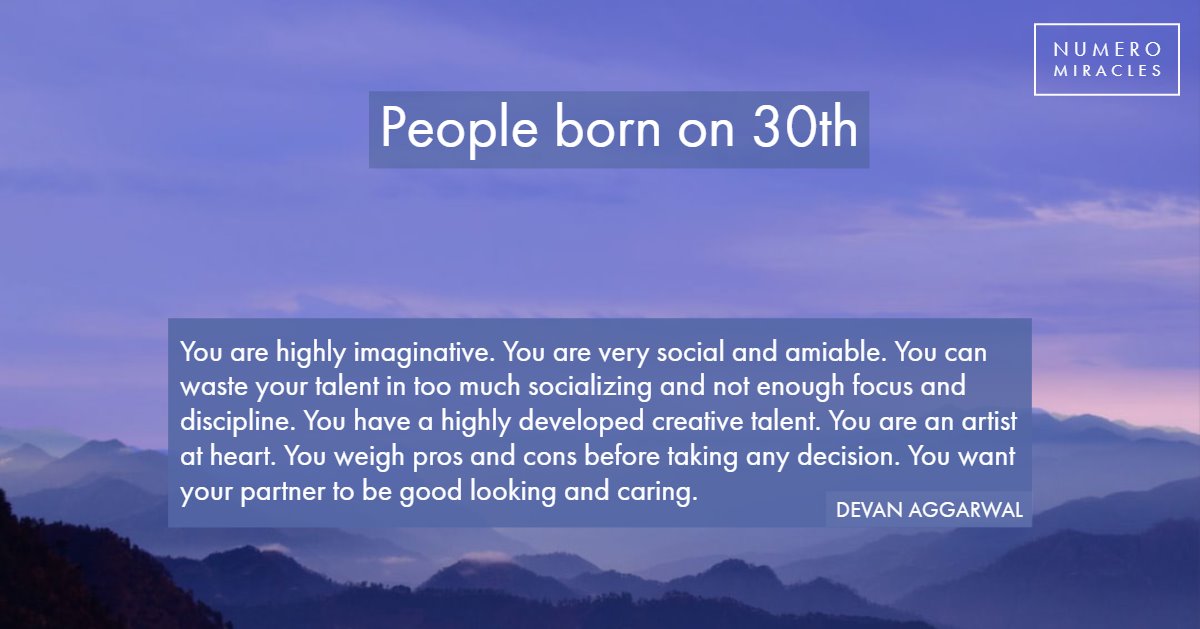 NUMERO
MIRACLES
People born on 30th
You are highly imaginative. You are very social and amiable. You can
waste your talent in too much socializing and not enough focus and
discipline. You have a highly developed creative talent. You are an artist
at heart. You weigh pros and cons before taking any decision. You want
your partner to be good looking and caring.
DEVAN AGGARWAL